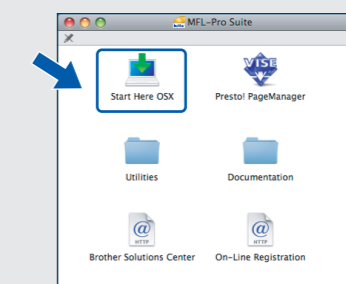 MFL-Pro Suite
VISE
Start Here OSX
Presto! PageManager
Utilities
Documentation
@
HTTP
@
HTTP
Brother Solutions Center
On-Line Registration